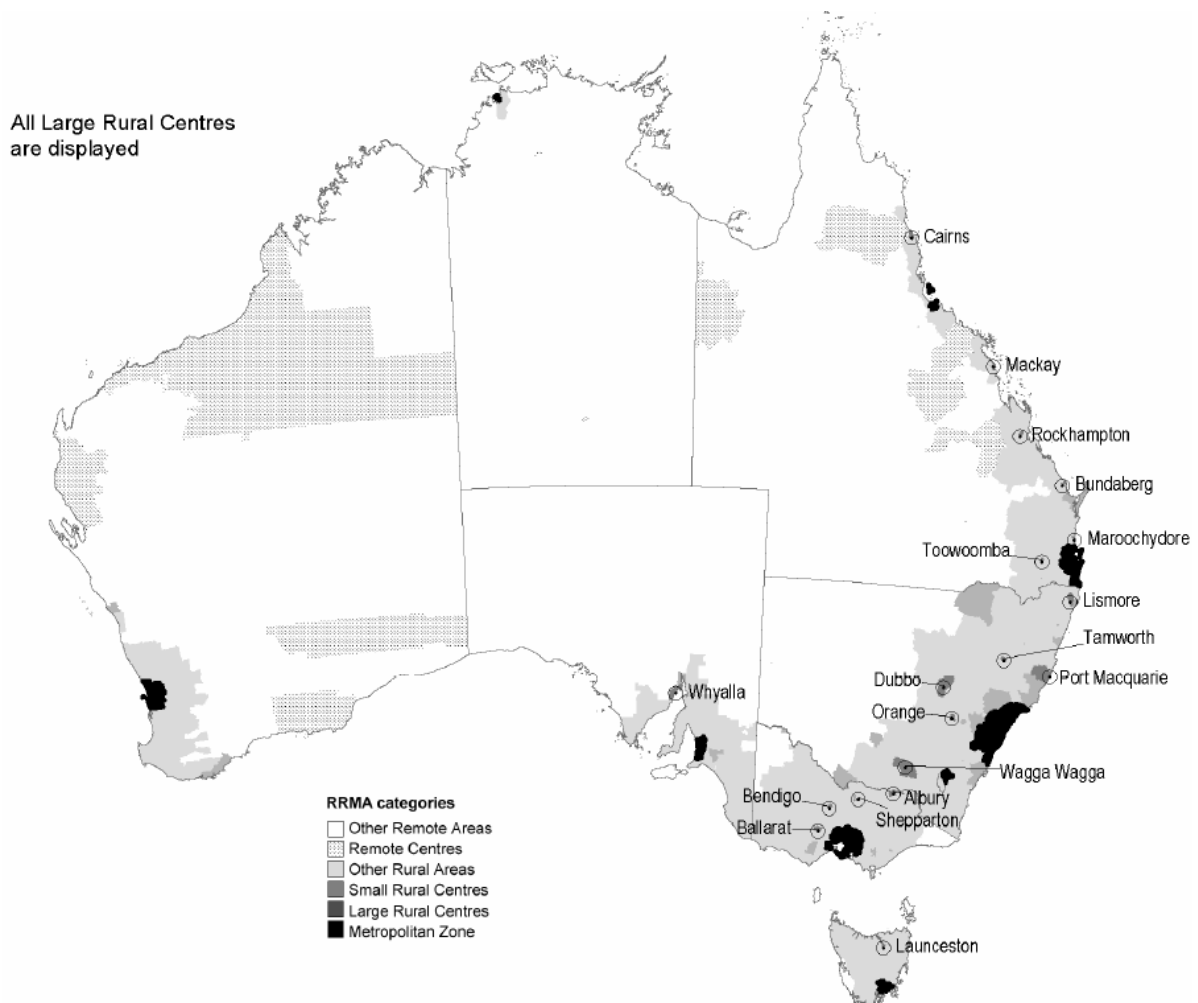 All Large Rural Centres
are displayed
Cairns
Mackay
Rockhampton
Bundaberg
Maroochydore
Toowoomba
Lismore
Tamworth
Port Macquarie
Dubbo
Orange
Whyalla
Wagga Wagga
Albury
Bendigo
Shepparton
Ballarat
Launceston
RRMA categories
Other Remote Areas
Remote Centres
Other Rural Areas
Small Rural Centres
Large Rural Centres
Metropolitan Zone